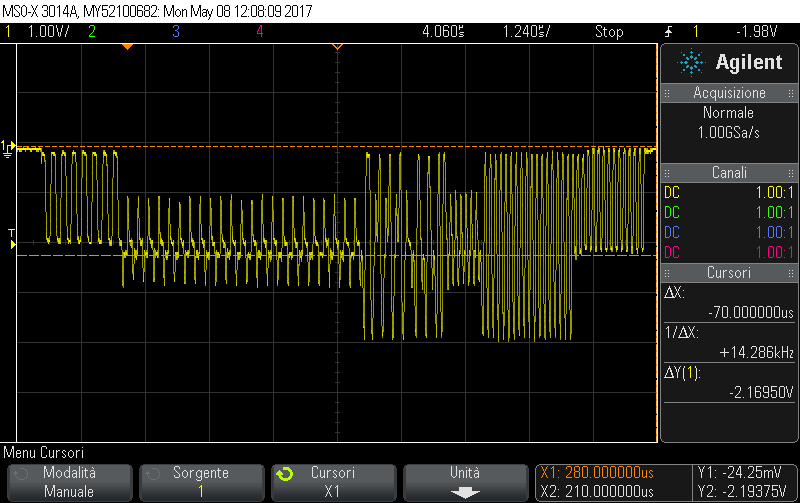 MSO-X 3014A, MY52100682: Mon May 08 12:08:09 2017
1 1.00V/ 2 3 4 4.060s 1.240s/ Stop 1 -1.98V
Agilent
Acquisizione
Normale
1.00GSa/s
Canali
DC 1.00:1
DC 1.00:1
DC 1.00:1
DC 1.00:1
Cursori
ΔX:
-70.000000us
1/ΔX:
+14.286kHz
ΔY(1):
-2.16950V
1
T
Menu Cursori
Modalità
Manuale
Sorgente
1
Cursori
X1
Unità
X1: 280.000000us
X2: 210.000000us
Y1: -24.25mV
Y2: -2.19375V